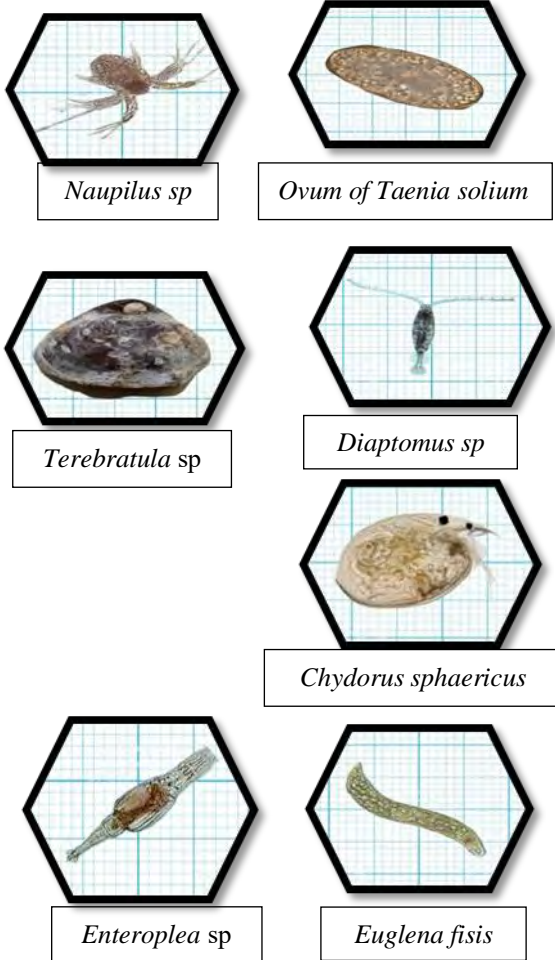 Naupilus sp
Ovum of Taenia solium
Terebratula sp
Diaptomus sp
Chydorus sphaericus
Enteroplea sp
Euglena fisis